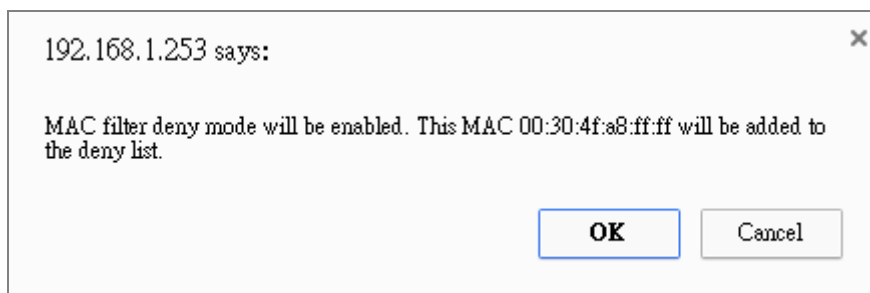 192.168.1.253 says:
MAC filter deny mode will be enabled. This MAC 00:30:4f:a8:ff:ff will be added to
the deny list.
OK
Cancel